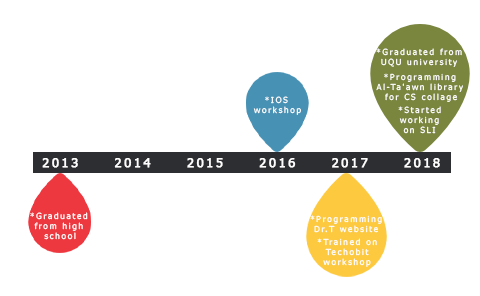 *Graduated from
UQU university
*Programming
Al-Ta'awn library
for CS collage
*Started
working
on SLI
*IOS
workshop
2013 2014 2015 2016 2017 2018
*Graduated
from high
school
*Programming
Dr.T website
*Trained on
Techobit
workshop